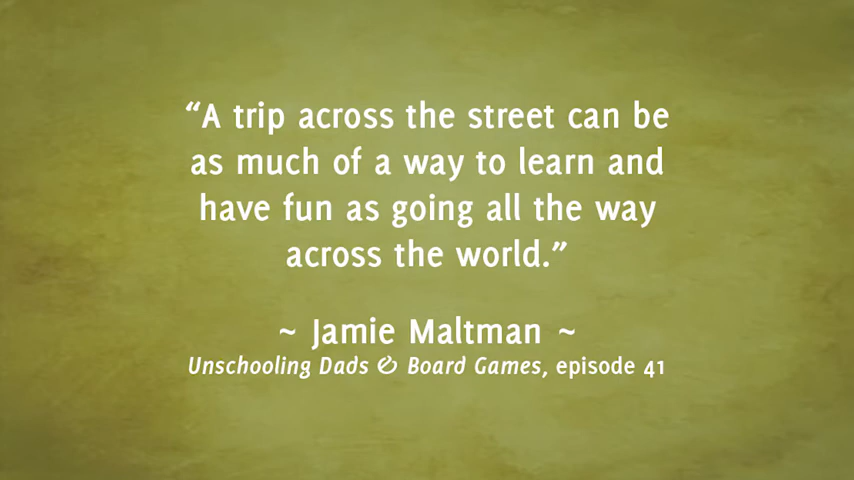 “A trip across the street can be
as much of a way to learn and
have fun as going all the way
across the world.”
~ Jamie Maltman ~
Unschooling Dads & Board Games, episode 41